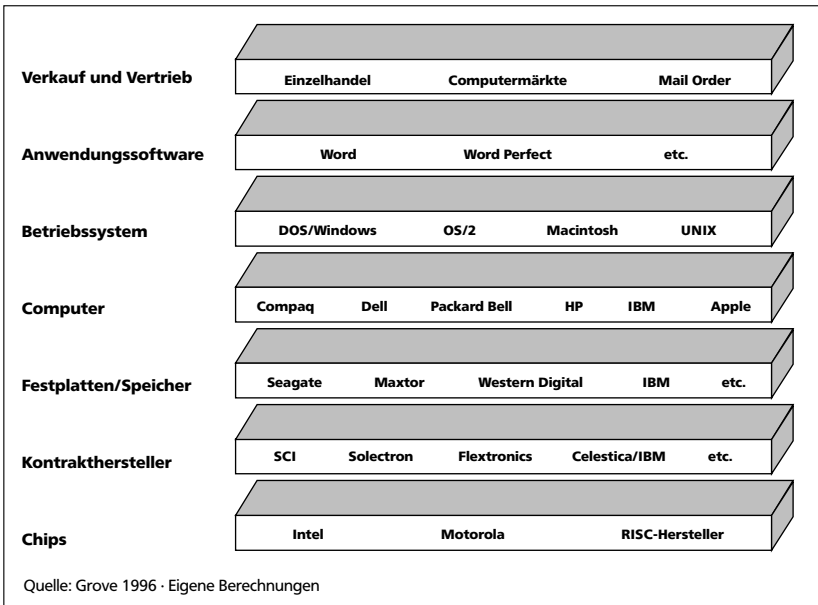 Verkauf und Vertrieb Einzelhandel Computermärkte Mail Order
Anwendungssoftware Word Word Perfect etc.
Betriebssystem DOS/Windows OS/2 Macintosh UNIX
Computer Compaq Dell Packard Bell HP IBM Apple
Festplatten/Speicher Seagate Maxtor Western Digital IBM etc.
Kontrakthersteller SCI Solectron Flextronics Celestica/IBM etc.
Chips Intel Motorola RISC-Hersteller
Quelle: Grove 1996 · Eigene Berechnungen